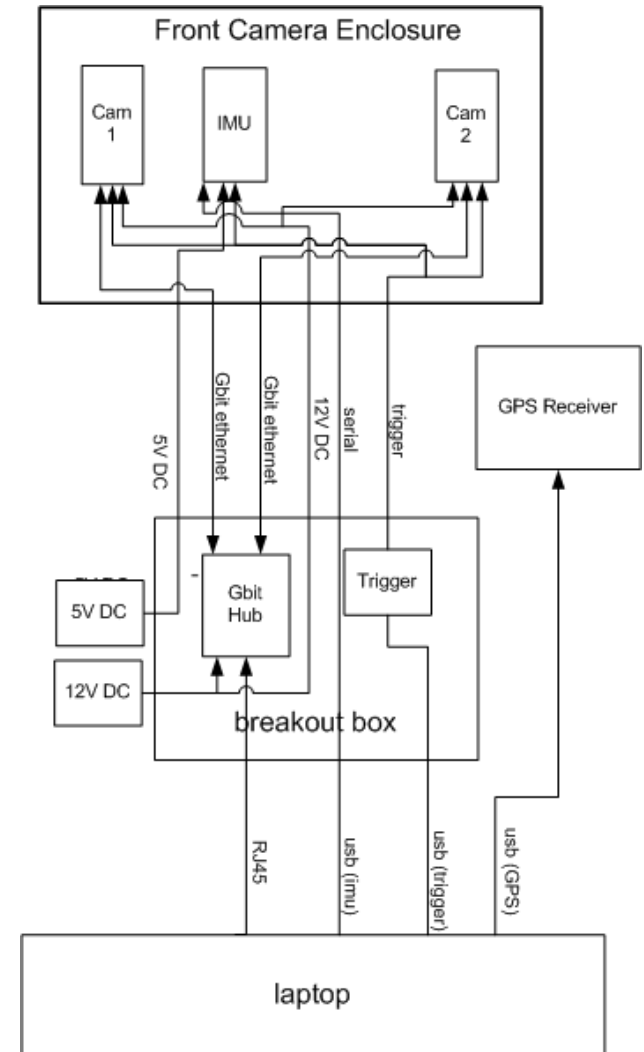 Front Camera Enclosure
Cam
1
IMU
Cam
2
GPS Receiver
5V DC
Gbit ethernet
Gbit ethernet
12V DC
serial
trigger
Gbit
Hub
Trigger
5V DC
12V DC
breakout box
RJ45
usb (imu)
usb (trigger)
usb (GPS)
laptop